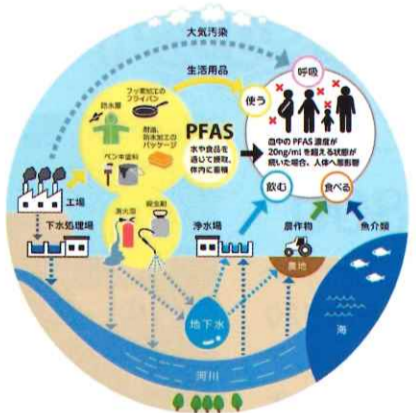 大気汚染
生活用品
呼吸
フッ素加工の
フライパン
防水服
使う
耐油、
防水加工の
パッケージ
ペンキ塗料
PFAS
水や食品を
通じて摂取、
体内に蓄積
血中の PFAS 濃度が
20ng/mlを超える状態が
続いた場合、人体へ悪影響
飲む
食べる
工場
下水処理場
消火器
殺虫剤
浄水場
農作物
魚介類
農地
地下水
海
河川